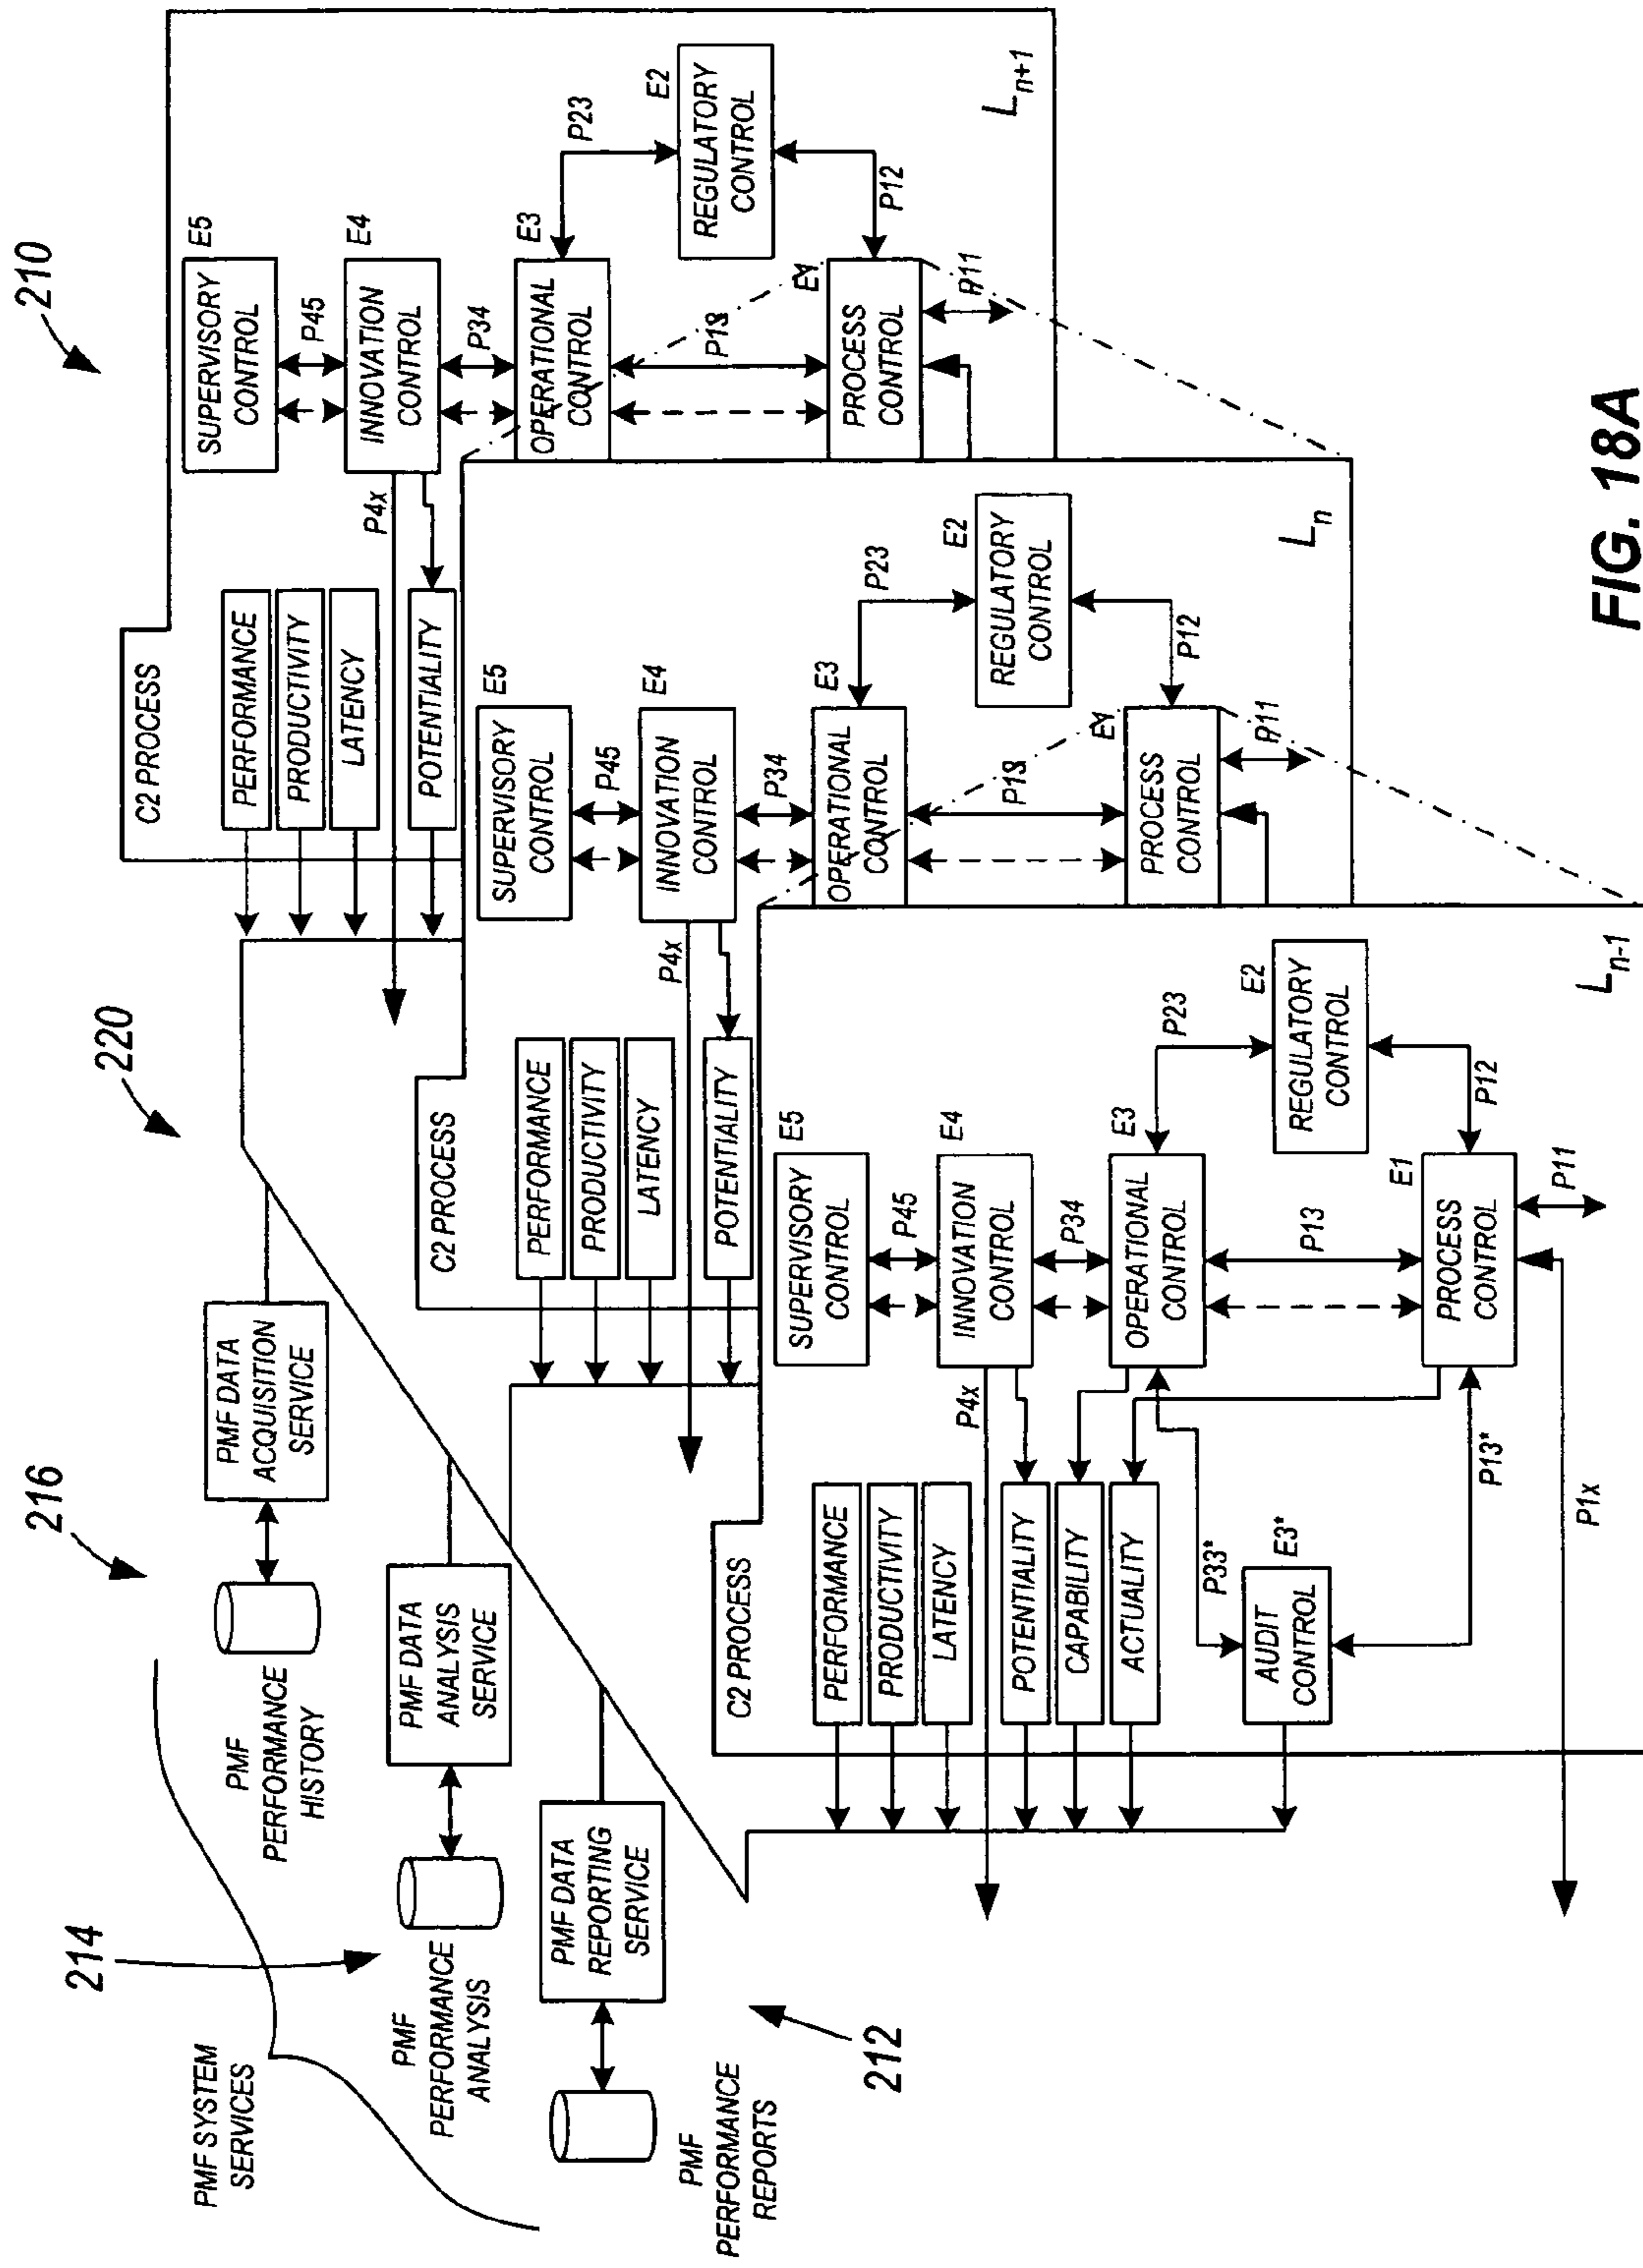 PMF SYSTEM
SERVICES
216
PMF
PERFORMANCE
HISTORY
PMF DATA
ACQUISITION
SERVICE
214
PMF
PERFORMANCE
ANALYSIS
PMF DATA
ANALYSIS
SERVICE
212
PMF
PERFORMANCE
REPORTS
PMF DATA
REPORTING
SERVICE
220
210
C2 PROCESS
PERFORMANCE
PRODUCTIVITY
LATENCY
POTENTIALITY
P4x
SUPERVISORY
CONTROL
E5
P45
INNOVATION
CONTROL
E4
P34
OPERATIONAL
CONTROL
E3
P23
REGULATORY
CONTROL
E2
P13
P12
PROCESS
CONTROL
E1
P11
Ln+1
C2 PROCESS
PERFORMANCE
PRODUCTIVITY
LATENCY
POTENTIALITY
P4x
SUPERVISORY
CONTROL
E5
P45
INNOVATION
CONTROL
E4
P34
OPERATIONAL
CONTROL
E3
P23
REGULATORY
CONTROL
E2
P13
P12
PROCESS
CONTROL
E1
P11
Ln
C2 PROCESS
PERFORMANCE
PRODUCTIVITY
LATENCY
POTENTIALITY
CAPABILITY
ACTUALITY
P4x
SUPERVISORY
CONTROL
E5
P45
INNOVATION
CONTROL
E4
P34
OPERATIONAL
CONTROL
E3
P23
REGULATORY
CONTROL
E2
P33*
AUDIT
CONTROL
E3*
P13*
P13
P12
PROCESS
CONTROL
E1
P11
P1x
Ln-1
FIG. 18A